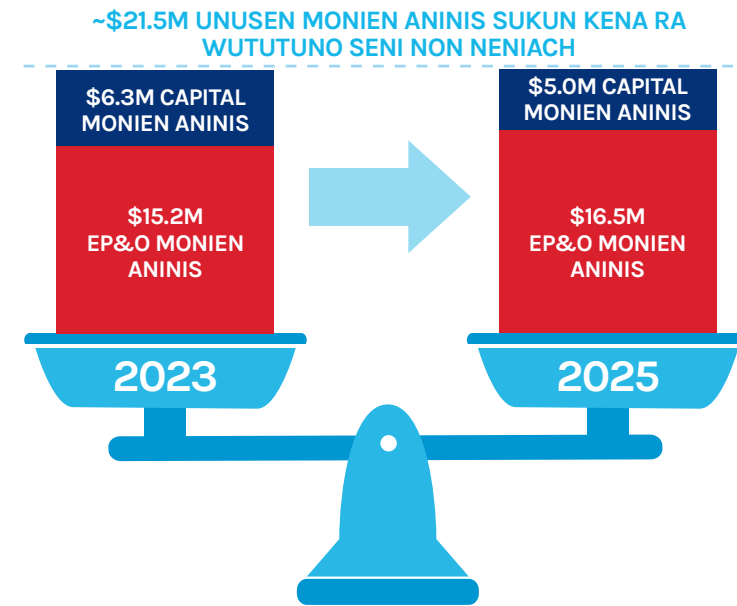 ~$21.5M UNUSEN MONIEN ANINIS SUKUN KENA RA
WUTUTUNO SENI NON NENIACH
$6.3M CAPITAL
MONIEN ANINIS
$15.2M
EP&O MONIEN
ANINIS
2023
$5.0M CAPITAL
MONIEN ANINIS
$16.5M
EP&O MONIEN
ANINIS
2025